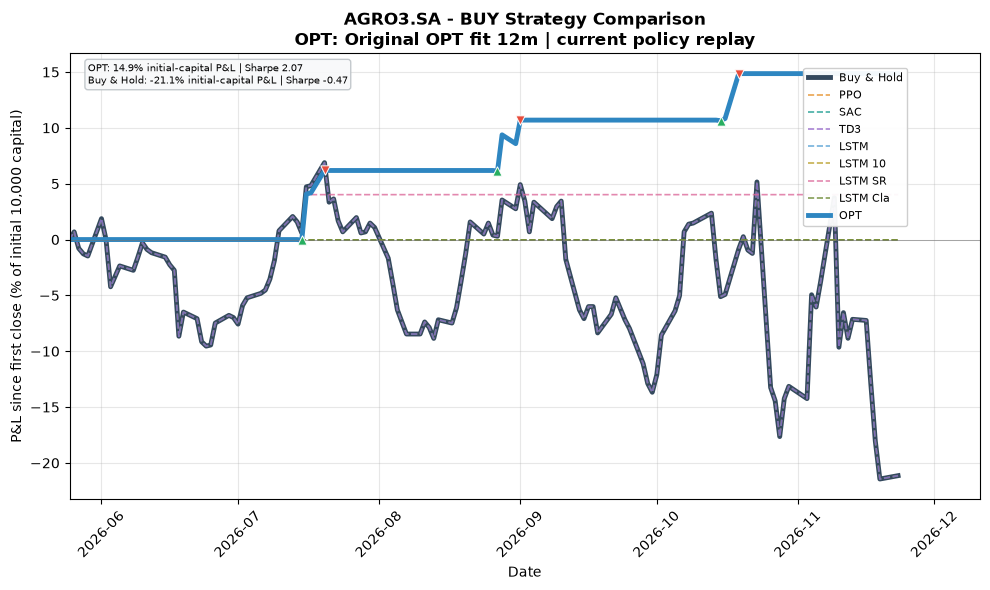 AGRO3.SA - BUY Strategy Comparison
OPT: Original OPT fit 12m | current policy replay
OPT: 14.9% initial-capital P&L | Sharpe 2.07
Buy & Hold: -21.1% initial-capital P&L | Sharpe -0.47
Buy & Hold
PPO
SAC
TD3
LSTM
LSTM 10
LSTM SR
LSTM Cla
OPT
P&L since first close (% of initial 10,000 capital)
15
10
5
0
−5
−10
−15
−20
2026-06
2026-07
2026-08
2026-09
2026-10
2026-11
2026-12
Date